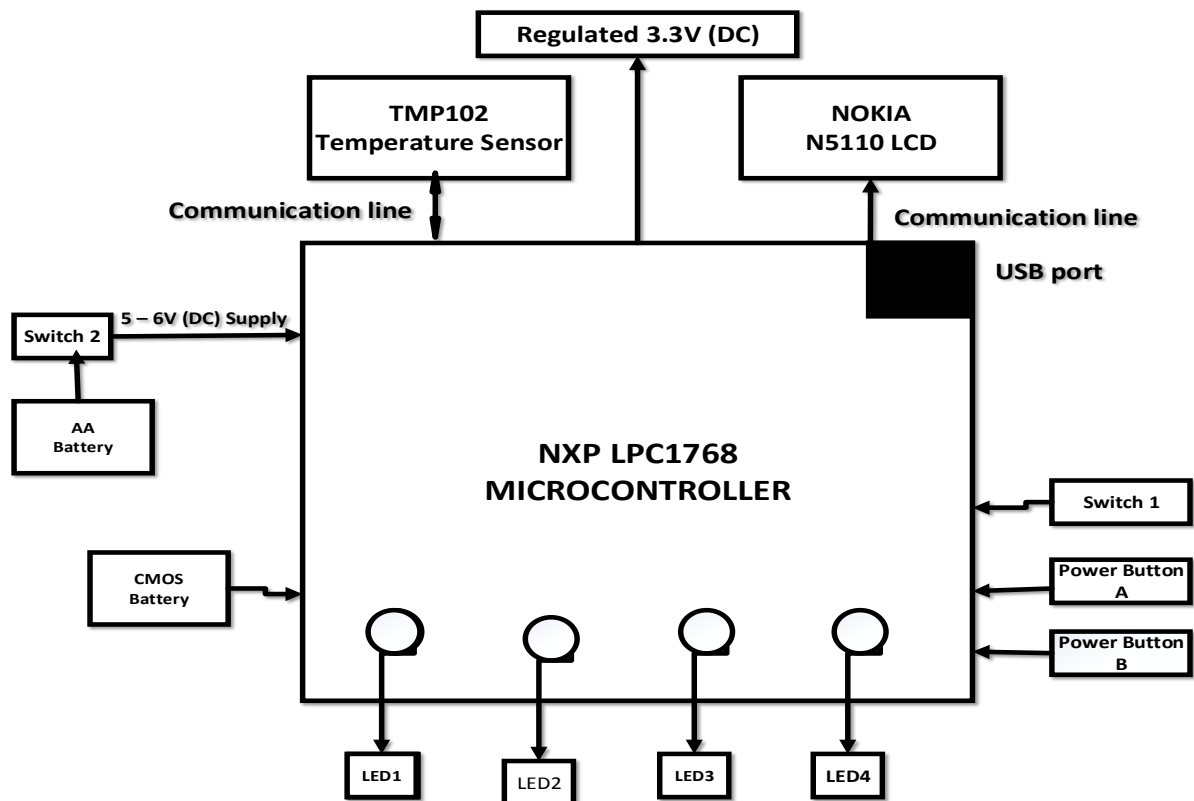 Regulated 3.3V (DC)
TMP102
Temperature Sensor
NOKIA
N5110 LCD
Communication line
Communication line
USB port
5 – 6V (DC) Supply
Switch 2
AA
Battery
NXP LPC1768
MICROCONTROLLER
Switch 1
CMOS
Battery
Power Button
A
Power Button
B
LED1
LED2
LED3
LED4